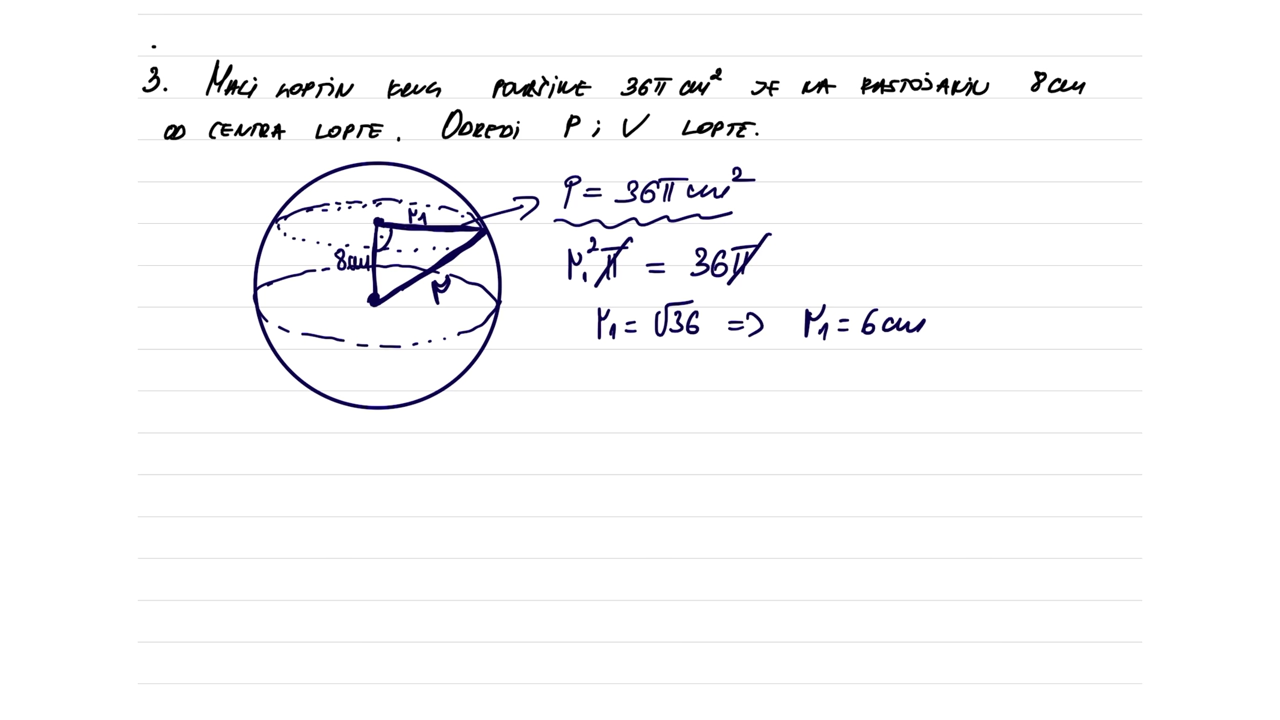 3. MALI LOPTIN KRUG POVRŠINE 36π cm² JE NA RASTOJANJU 8cm
OD CENTRA LOPTE. ODREDI P i V LOPTE.
r₁
P = 36π cm²
8cm
r
r₁²π = 36π
r₁ = √36 => r₁ = 6cm